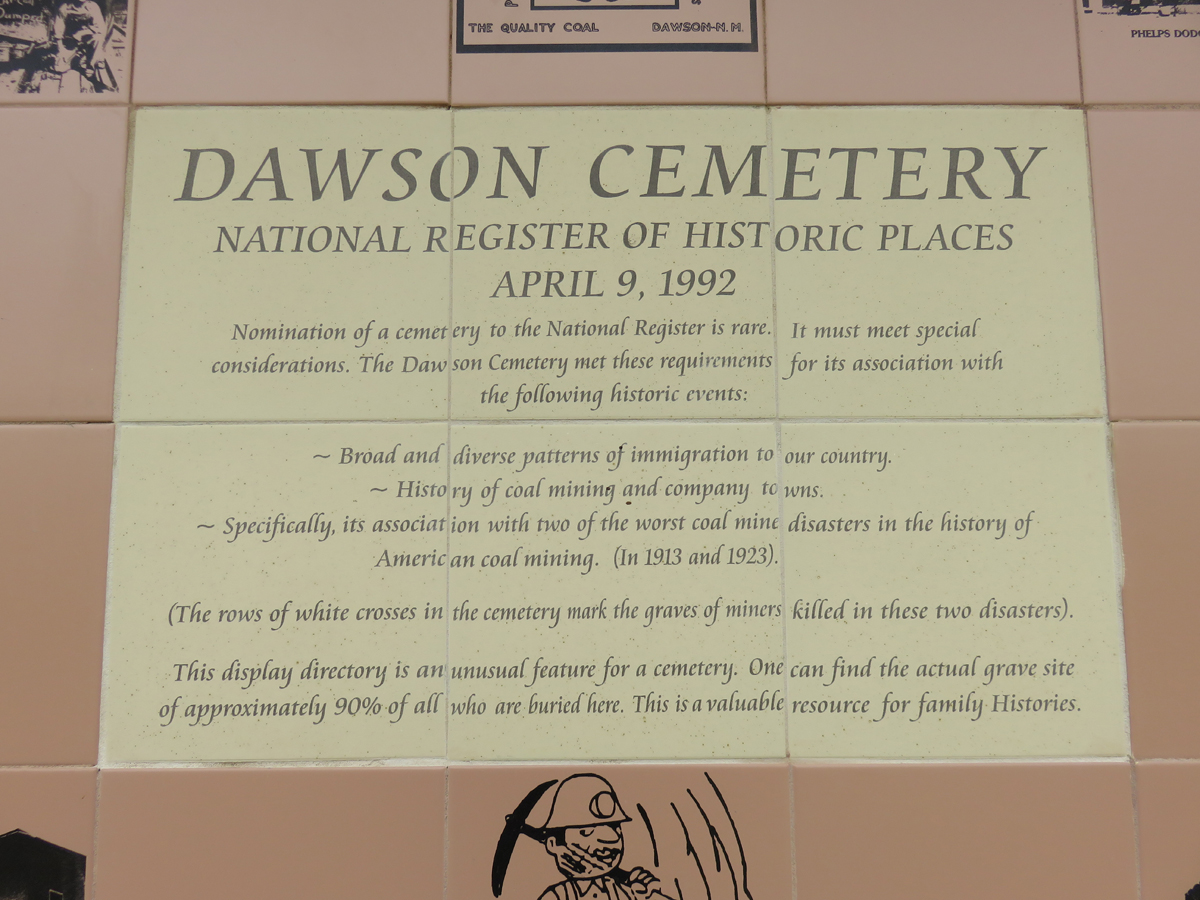 Dumped
THE QUALITY COAL DAWSON-N.M.
PHELPS DODG
DAWSON CEMETERY
NATIONAL REGISTER OF HISTORIC PLACES
APRIL 9, 1992
Nomination of a cemetery to the National Register is rare. It must meet special
considerations. The Dawson Cemetery met these requirements for its association with
the following historic events:
~ Broad and diverse patterns of immigration to our country.
~ History of coal mining and company towns.
~ Specifically, its association with two of the worst coal mine disasters in the history of
American coal mining. (In 1913 and 1923).
(The rows of white crosses in the cemetery mark the graves of miners killed in these two disasters).
This display directory is an unusual feature for a cemetery. One can find the actual grave site
of approximately 90% of all who are buried here. This is a valuable resource for family Histories.